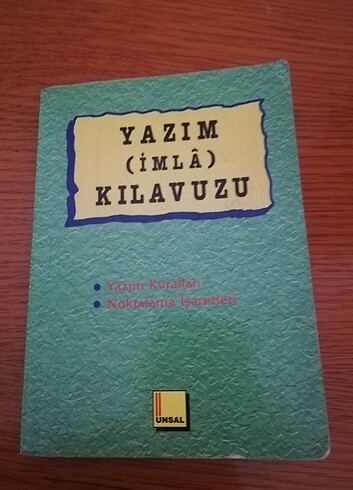 YAZIM
(İMLÂ)
KILAVUZU
• Yazım Kuralları
• Noktalama İşaretleri
ÜNSAL